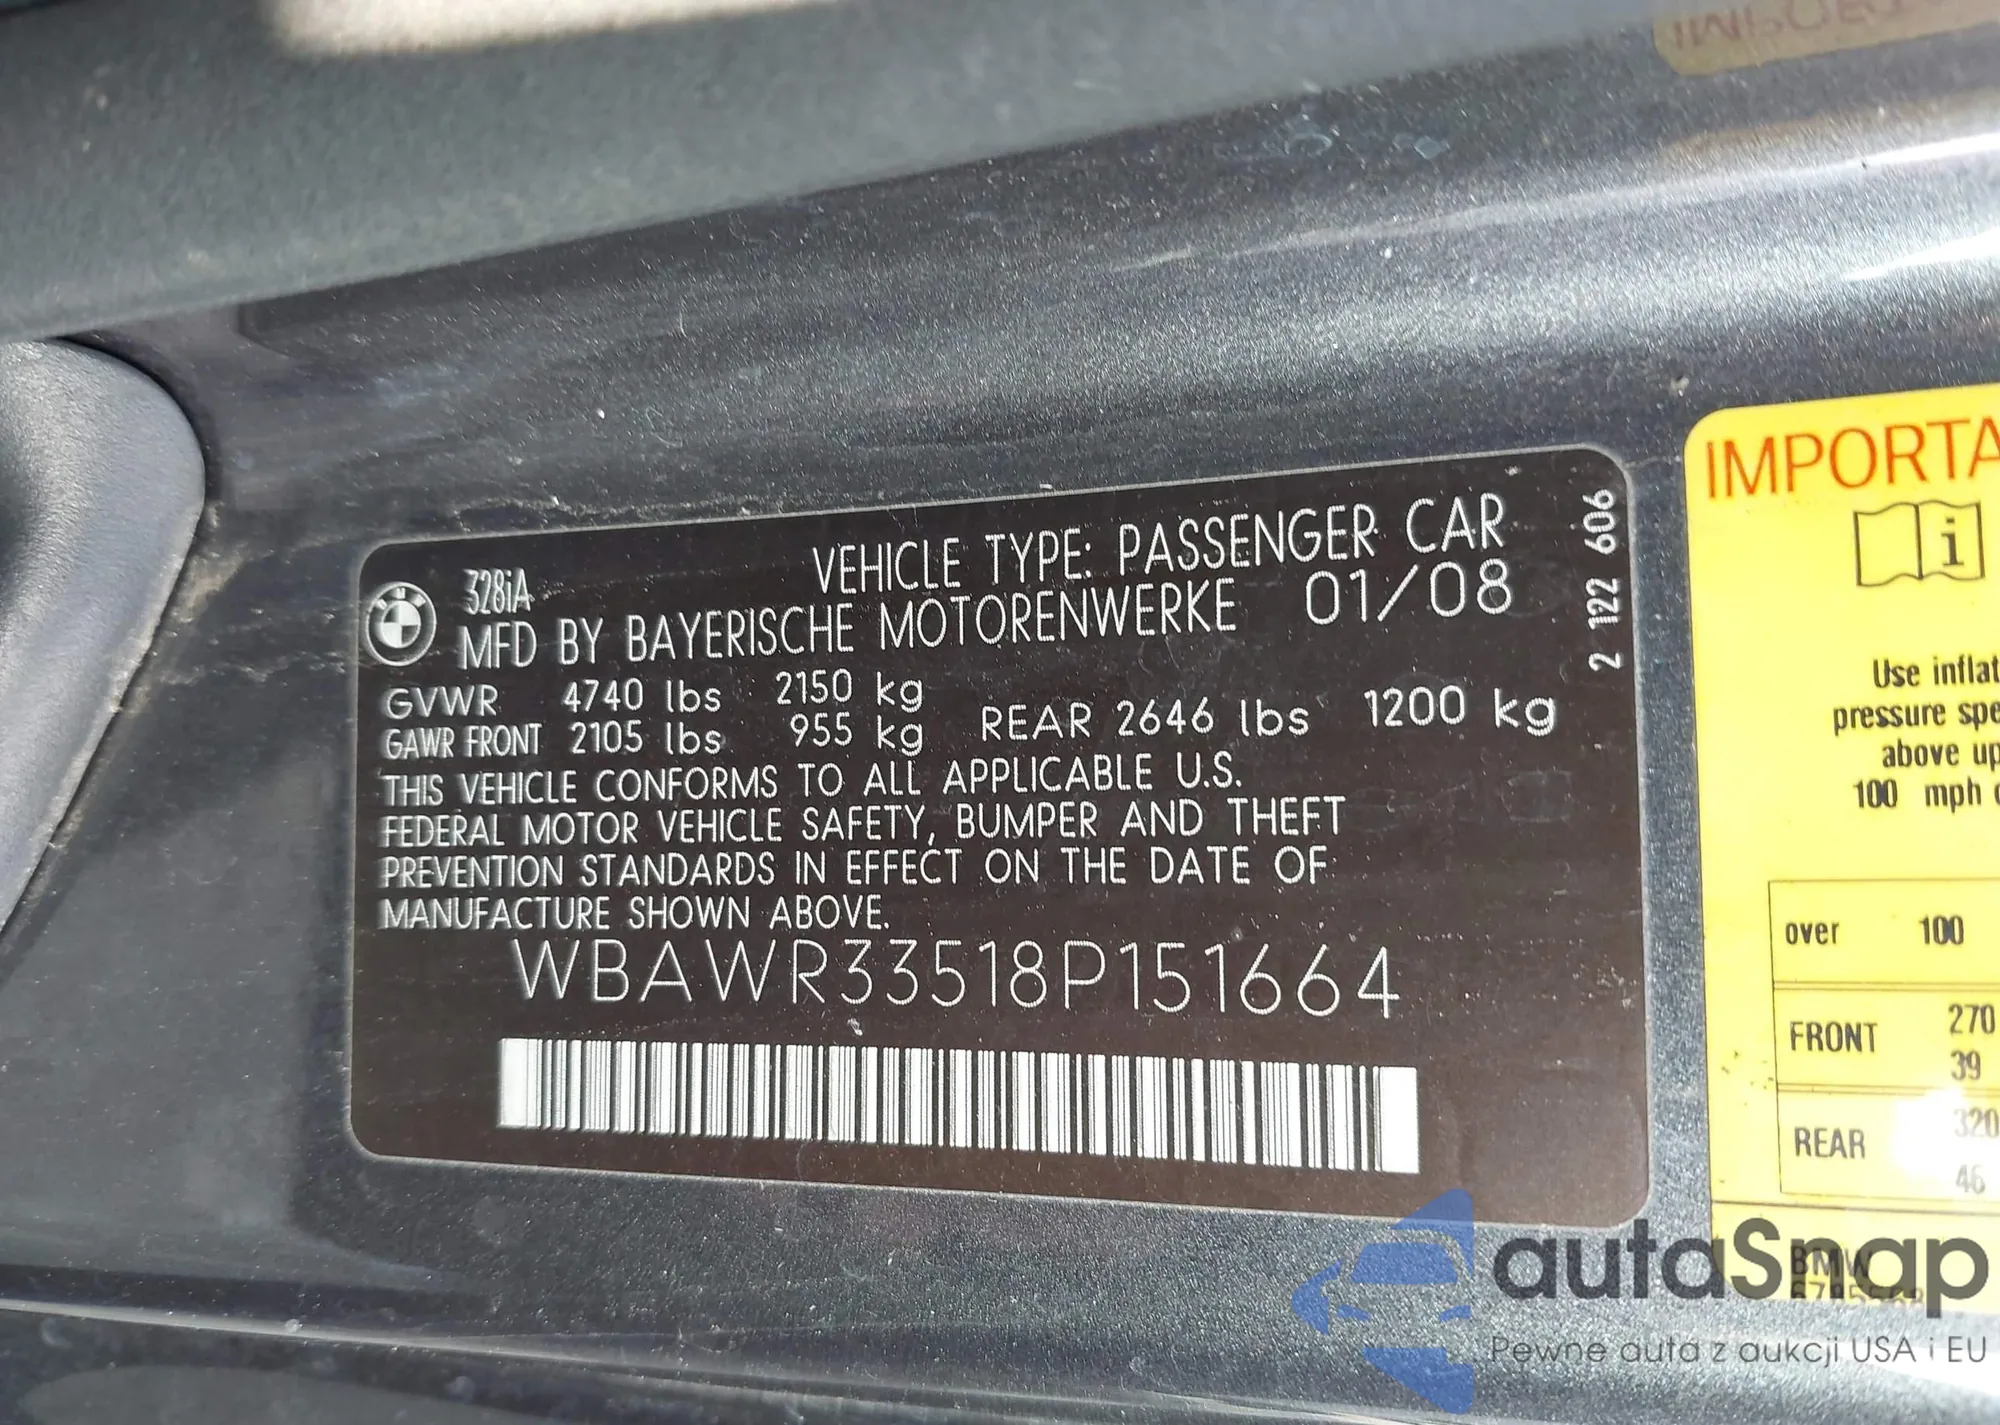 328iA
VEHICLE TYPE: PASSENGER CAR
MFD BY BAYERISCHE MOTORENWERKE 01/08
GVWR 4740 lbs 2150 kg
GAWR FRONT 2105 lbs 955 kg REAR 2646 lbs 1200 kg
THIS VEHICLE CONFORMS TO ALL APPLICABLE U.S.
FEDERAL MOTOR VEHICLE SAFETY, BUMPER AND THEFT
PREVENTION STANDARDS IN EFFECT ON THE DATE OF
MANUFACTURE SHOWN ABOVE.
WBAWR33518P151664
2 122 606
IMPORTA
i
Use inflat
pressure spe
above up
100 mph
over 100
FRONT 270
39
REAR 320
46
BMW
autaSnap
Pewne auta z aukcji USA i EU